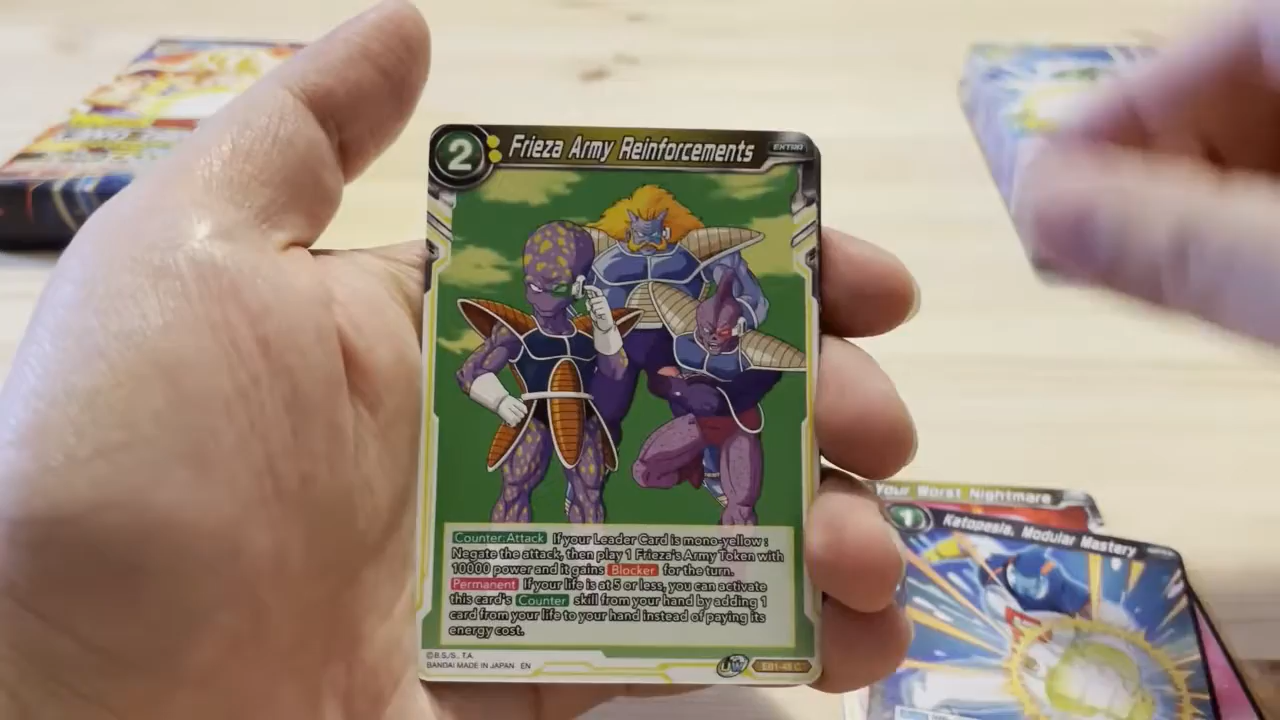 2
Frieza Army Reinforcements
EXTRA
Counter:Attack If your Leader Card is mono-yellow :
Negate the attack, then play 1 Frieza's Army Token with
10000 power and it gains Blocker for the turn.
Permanent If your life is at 5 or less, you can activate
this card's Counter skill from your hand by adding 1
card from your life to your hand instead of paying its
energy cost.
©B.S./S., T.A.
BANDAI MADE IN JAPAN EN
UW
EB1-48 C
Your Worst Nightmare
1
Katopesla, Modular Mastery